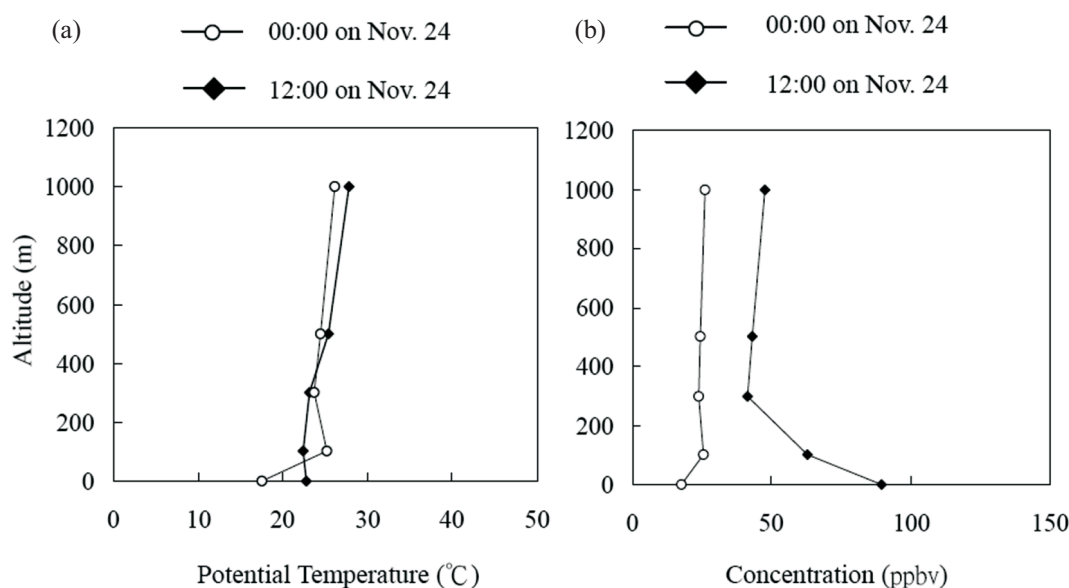 (a)
00:00 on Nov. 24
12:00 on Nov. 24
1200
1000
800
600
400
200
0
Altitude (m)
0 10 20 30 40 50
Potential Temperature (℃)
(b)
00:00 on Nov. 24
12:00 on Nov. 24
1200
1000
800
600
400
200
0
0 50 100 150
Concentration (ppbv)